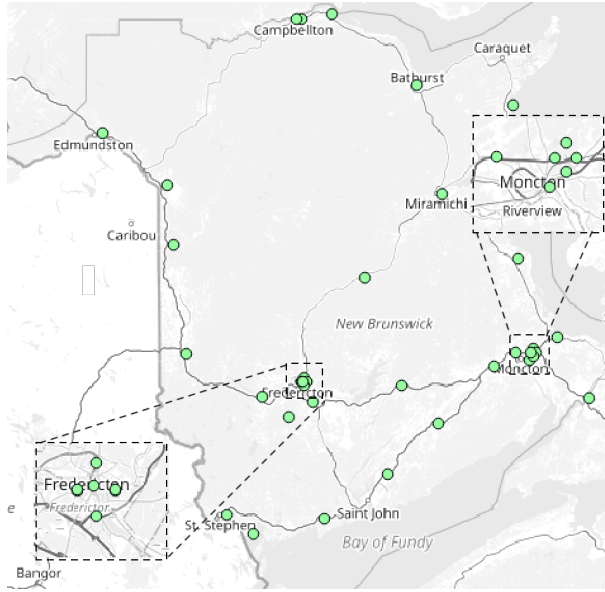 Campbellton
Caraquet
Bathurst
Edmundston
Moncton
Miramichi
Riverview
Caribou
New Brunswick
Moncton
Fredericton
Fredericton
Fredericton
Saint John
St. Stephen
Bay of Fundy
e
Bangor